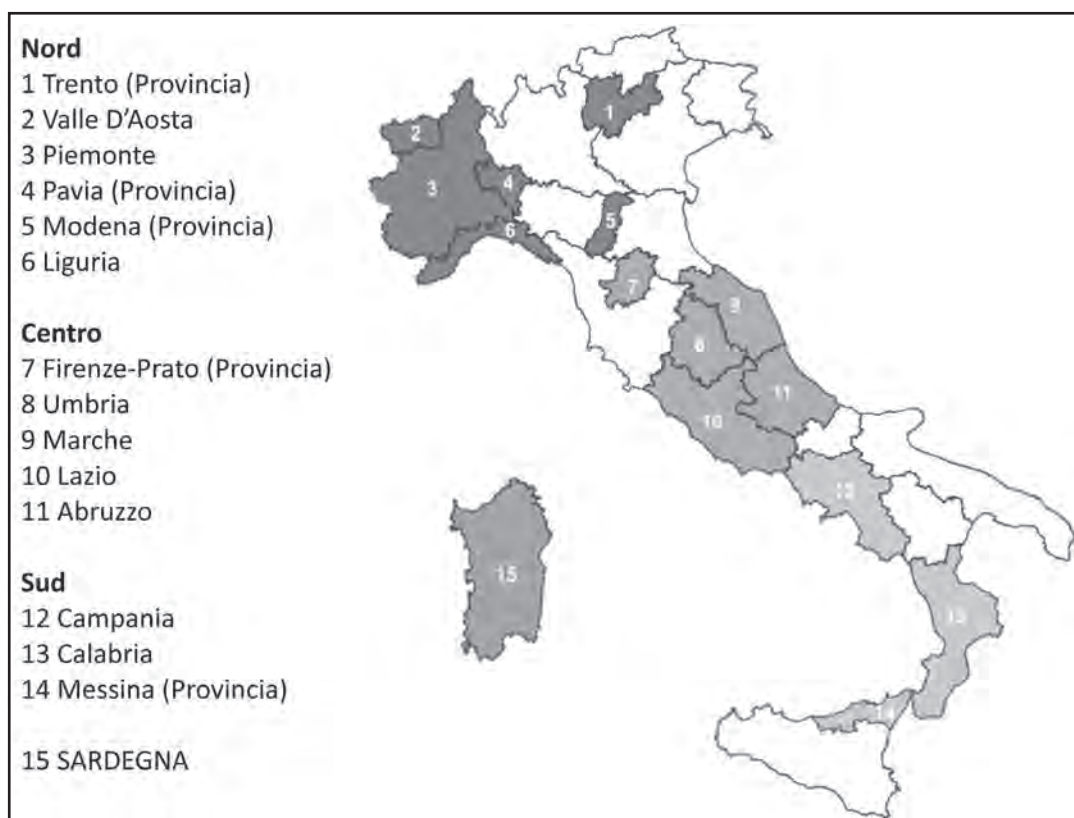 Nord
1 Trento (Provincia)
2 Valle D'Aosta
3 Piemonte
4 Pavia (Provincia)
5 Modena (Provincia)
6 Liguria
Centro
7 Firenze-Prato (Provincia)
8 Umbria
9 Marche
10 Lazio
11 Abruzzo
Sud
12 Campania
13 Calabria
14 Messina (Provincia)
15 SARDEGNA
1
2
3
4
5
6
7
9
8
11
10
12
15
13
14